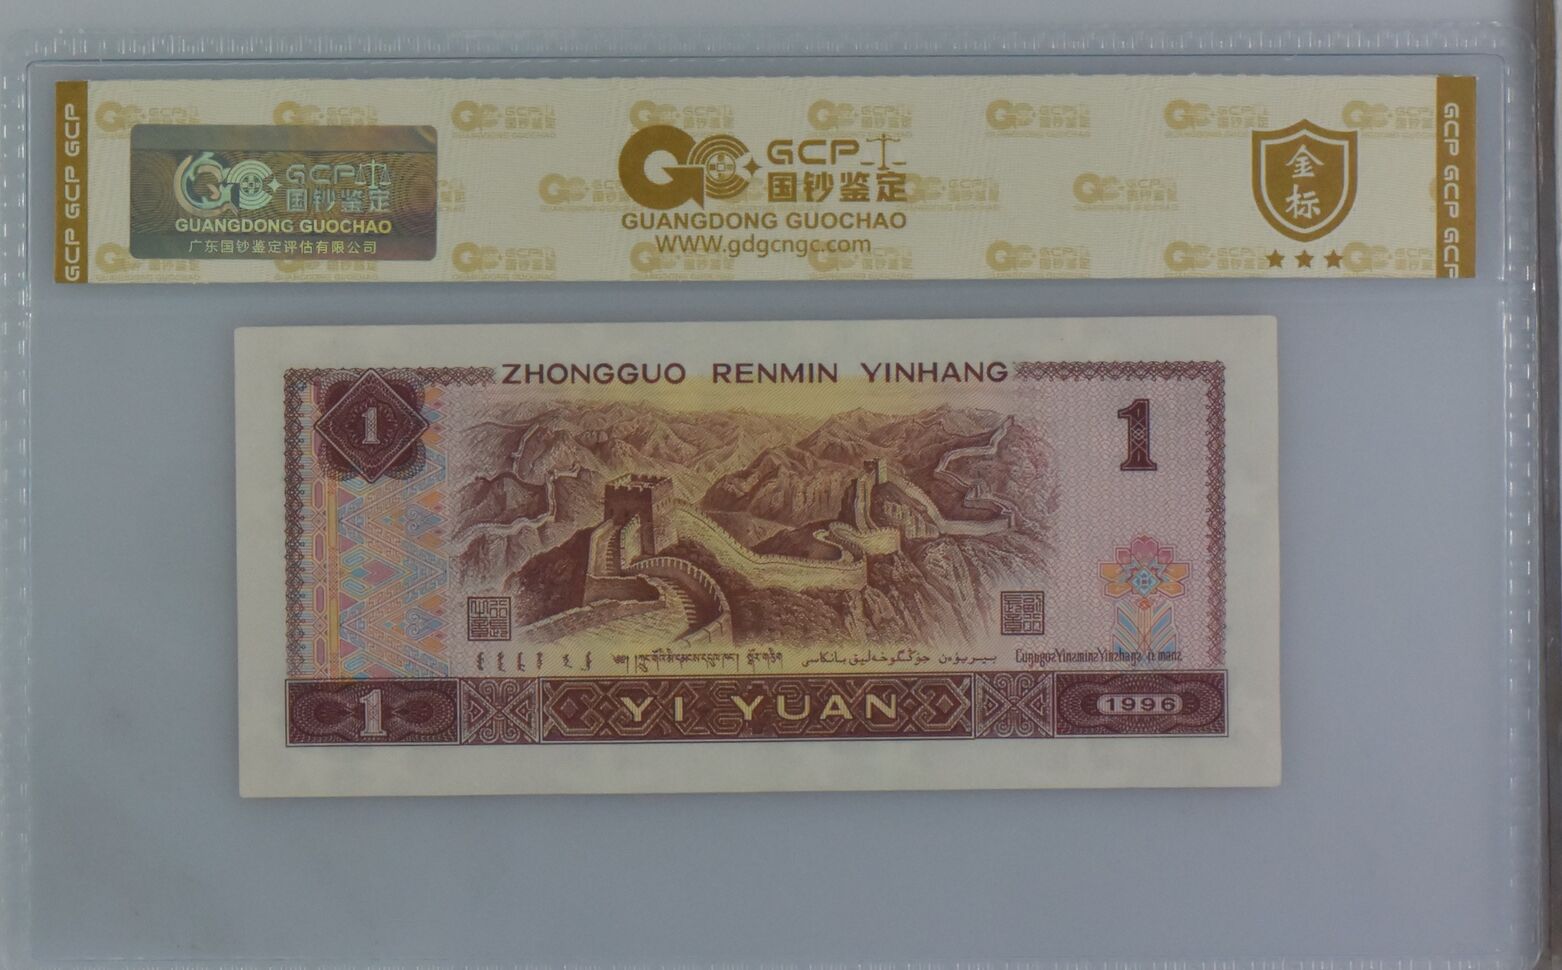 GCP GCP GCP
GCP
国钞鉴定
GUANGDONG GUOCHAO
广东国钞鉴定评估有限公司
GCP
国钞鉴定
GUANGDONG GUOCHAO
WWW.gdgcngc.com
金标
GCP GCP GCP
ZHONGGUO RENMIN YINHANG
1
1
1
YI YUAN
1996